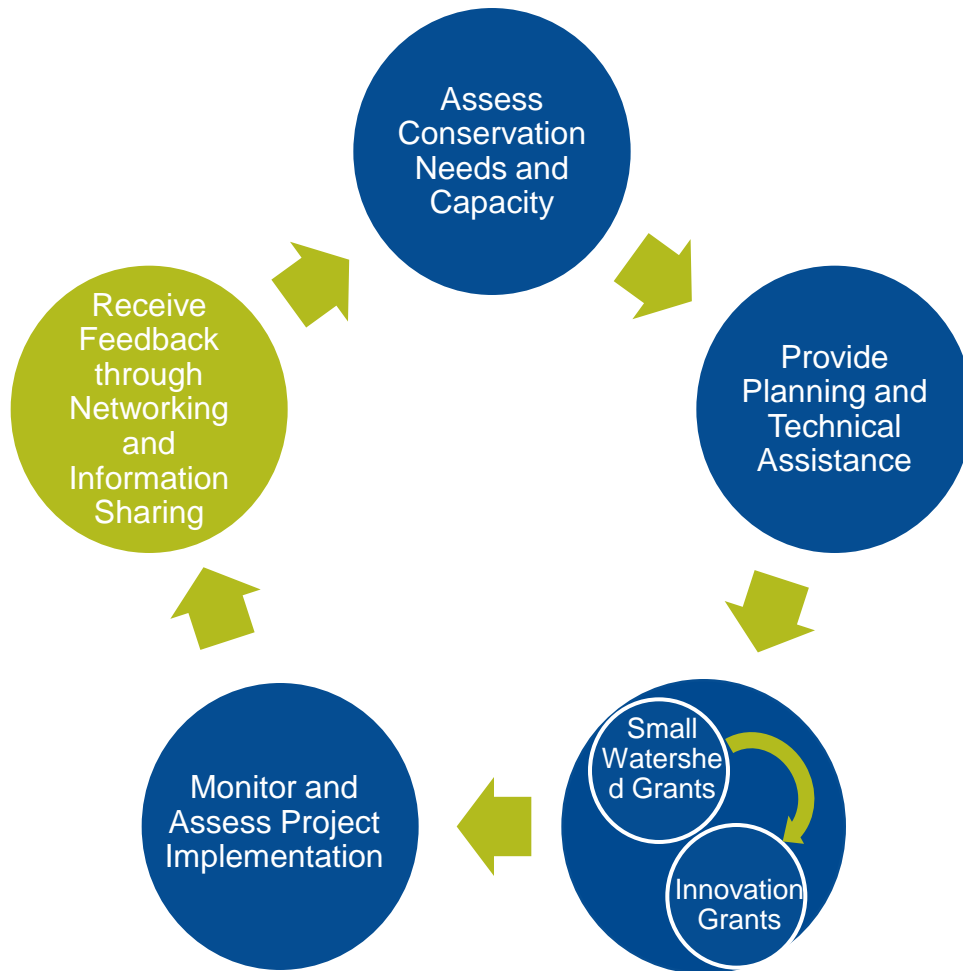 Assess
Conservation
Needs and
Capacity
Provide
Planning and
Technical
Assistance
Small
Watershe
d Grants
Innovation
Grants
Monitor and
Assess Project
Implementation
Receive
Feedback
through
Networking
and
Information
Sharing